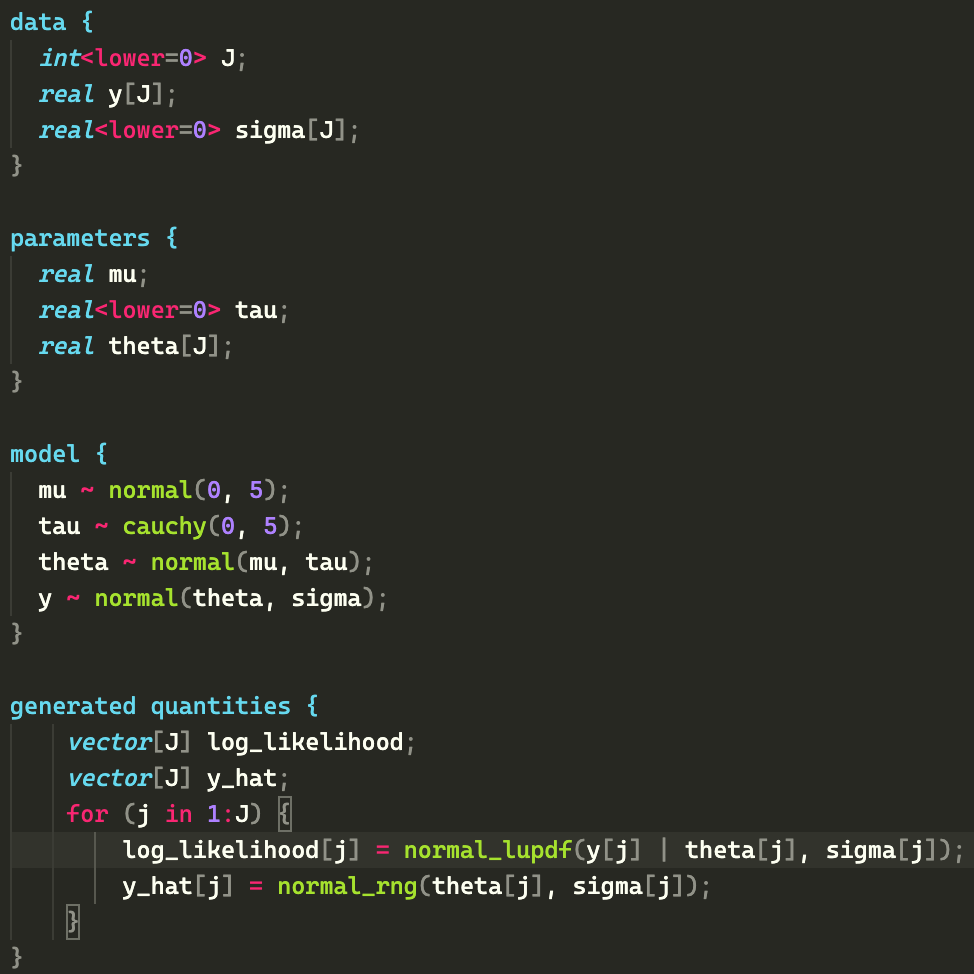 data {
  int<lower=0> J;
  real y[J];
  real<lower=0> sigma[J];
}

parameters {
  real mu;
  real<lower=0> tau;
  real theta[J];
}

model {
  mu ~ normal(0, 5);
  tau ~ cauchy(0, 5);
  theta ~ normal(mu, tau);
  y ~ normal(theta, sigma);
}

generated quantities {
    vector[J] log_likelihood;
    vector[J] y_hat;
    for (j in 1:J) {
        log_likelihood[j] = normal_lupdf(y[j] | theta[j], sigma[j]);
        y_hat[j] = normal_rng(theta[j], sigma[j]);
    }
}